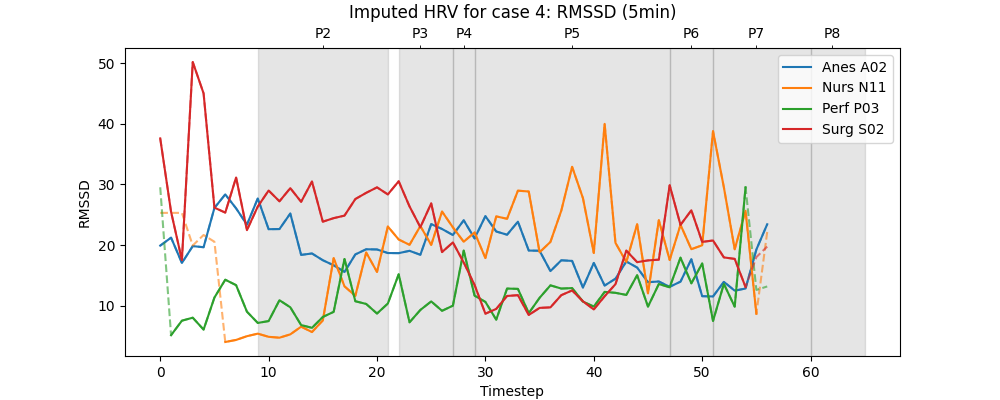 Imputed HRV for case 4: RMSSD (5min)
P2 P3 P4 P5 P6 P7 P8
Anes A02
Nurs N11
Perf P03
Surg S02
50
40
30
20
10
RMSSD
0 10 20 30 40 50 60
Timestep